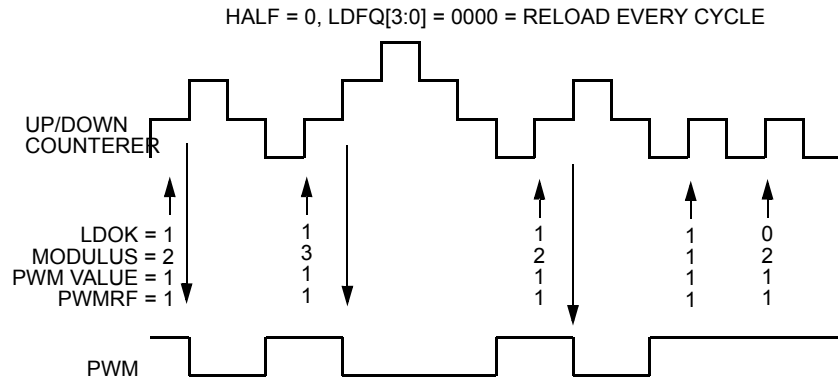 HALF = 0, LDFQ[3:0] = 0000 = RELOAD EVERY CYCLE
UP/DOWN
COUNTERER
LDOK = 1 1 1 1 0
MODULUS = 2 3 2 1 2
PWM VALUE = 1 1 1 1 1
PWMRF = 1 1 1 1 1
PWM